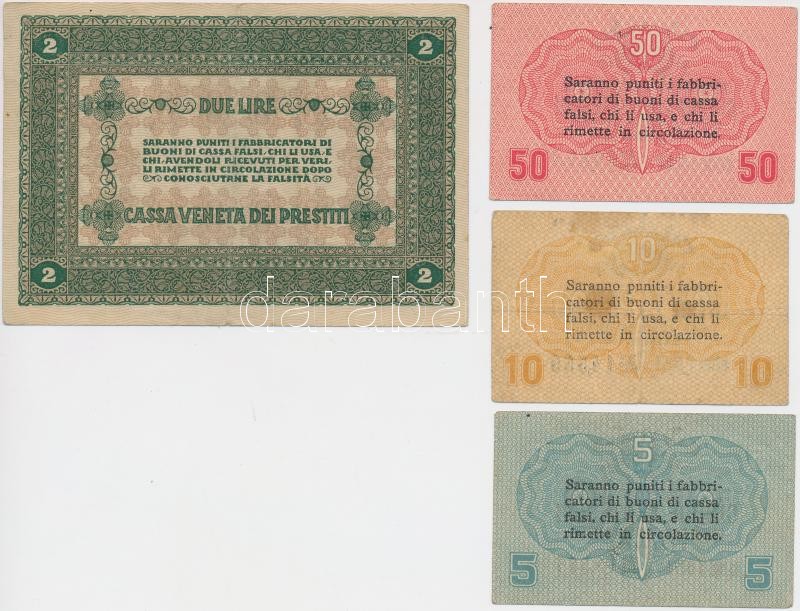 2
2
DUE LIRE
SARANNO PUNITI I FABBRICATORI DI
BUONI DI CASSA FALSI, CHI LI USA, E
CHI, AVENDOLI RICEVUTI PER VERI,
LI RIMETTE IN CIRCOLAZIONE DOPO
CONOSCIUTANE LA FALSITÀ
CASSA VENETA DEI PRESTITI
2
2
50
Saranno puniti i fabbri-
catori di buoni di cassa
falsi, chi li usa, e chi li
rimette in circolazione.
50
50
10
Saranno puniti i fabbri-
catori di buoni di cassa
falsi, chi li usa, e chi li
rimette in circolazione.
10
10
5
Saranno puniti i fabbri-
catori di buoni di cassa
falsi, chi li usa, e chi li
rimette in circolazione.
5
5
darabanth